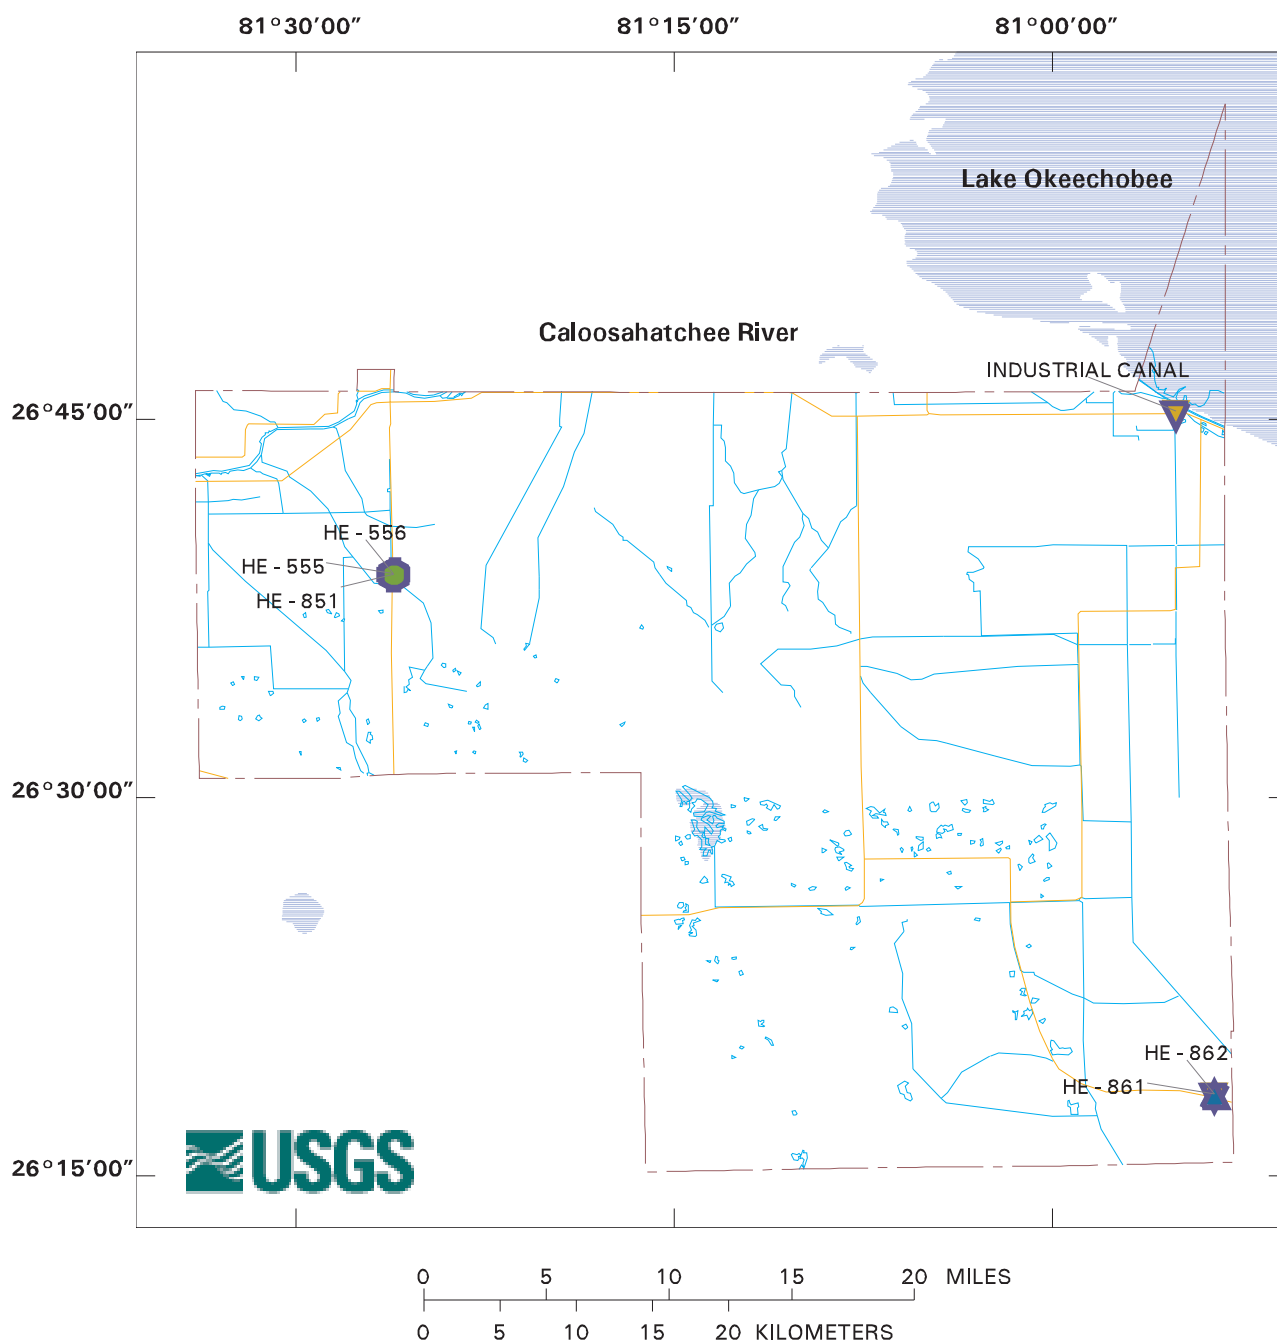 81°30′00″ 81°15′00″ 81°00′00″
Lake Okeechobee
Caloosahatchee River
INDUSTRIAL CANAL
26°45′00″
HE - 556
HE - 555
HE - 851
26°30′00″
HE - 862
HE - 861
26°15′00″
USGS
0 5 10 15 20 MILES
0 5 10 15 20 KILOMETERS